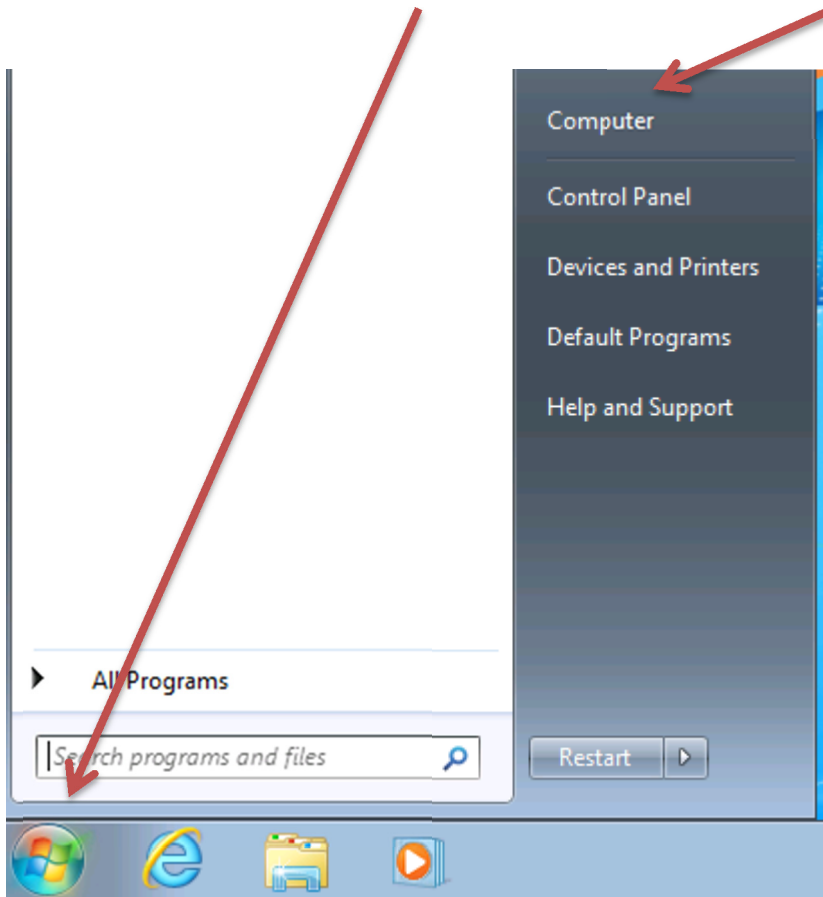 Computer
Control Panel
Devices and Printers
Default Programs
Help and Support
All Programs
Search programs and files
Restart